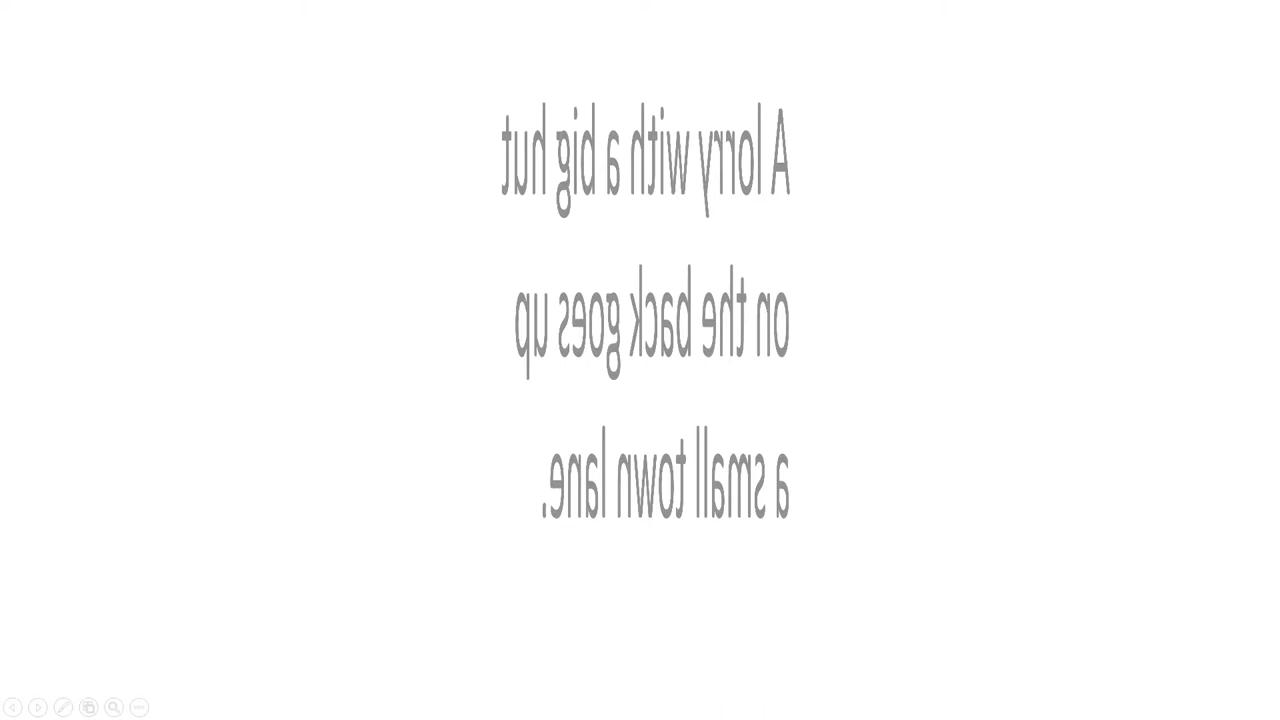 A lorry with a big hut
on the back goes up
a small town lane.